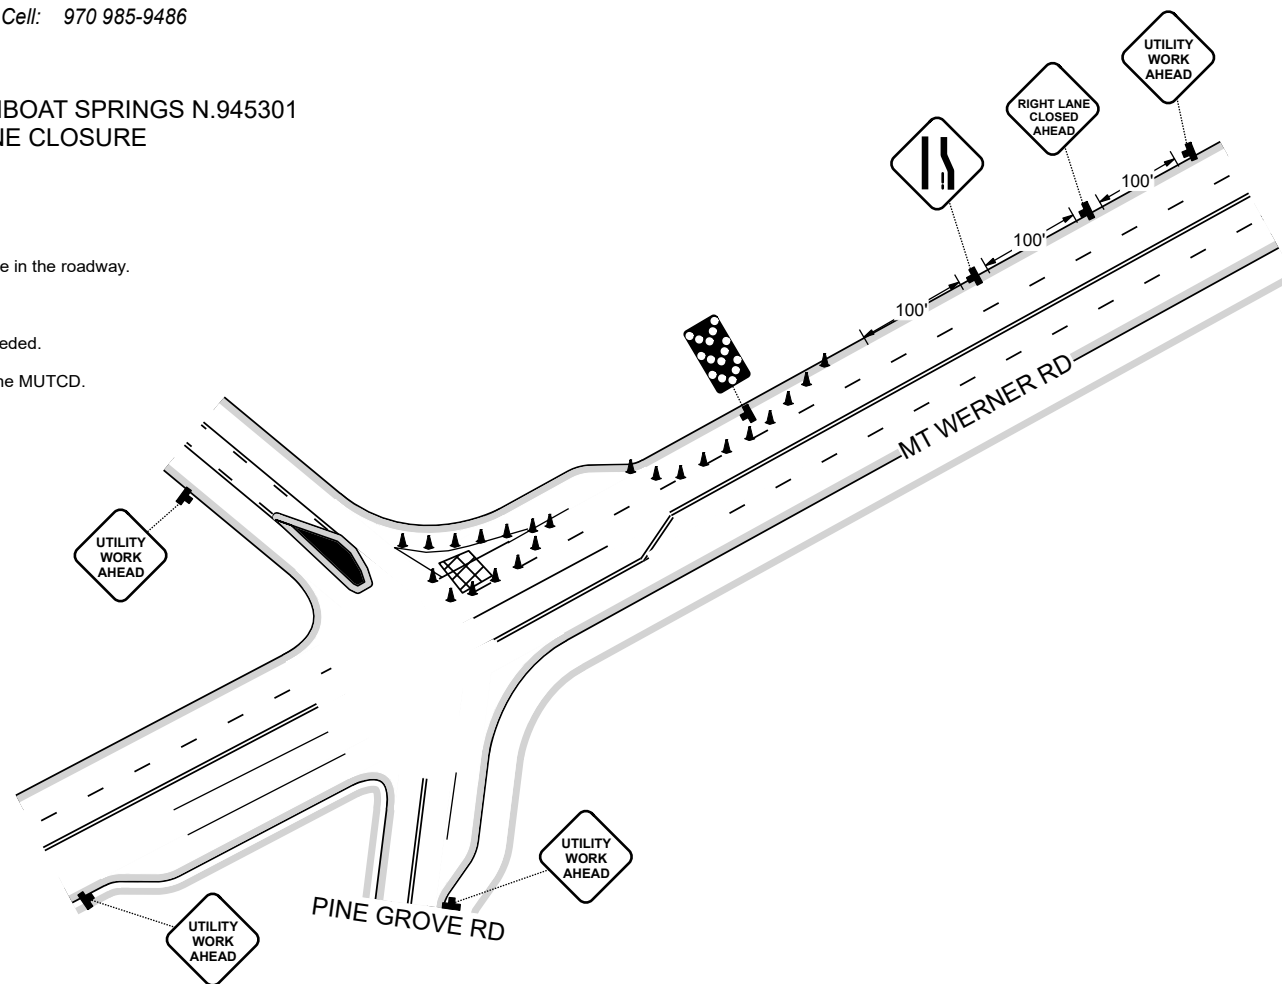 Cell: 970 985-9486
BOAT SPRINGS N.945301
NE CLOSURE
e in the roadway.
eded.
he MUTCD.
UTILITY
WORK
AHEAD
RIGHT LANE
CLOSED
AHEAD
100'
100'
100'
MT WERNER RD
UTILITY
WORK
AHEAD
UTILITY
WORK
AHEAD
PINE GROVE RD
UTILITY
WORK
AHEAD